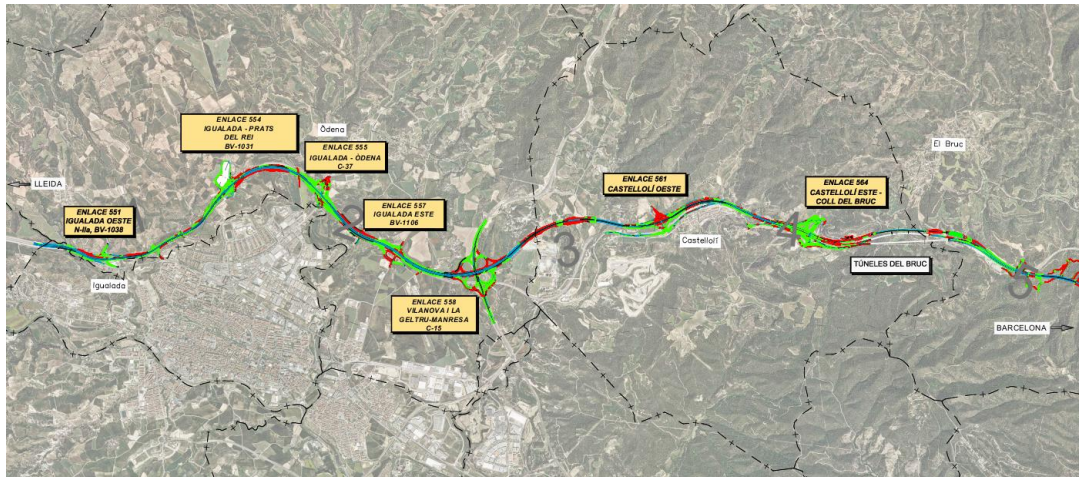 ENLACE 554
IGUALADA - PRATS
DEL REI
BV-1031
Òdena
ENLACE 555
IGUALADA - ÒDENA
C-37
El Bruc
LLEIDA
ENLACE 561
CASTELLOLÍ OESTE
ENLACE 564
CASTELLOLÍ ESTE -
COLL DEL BRUC
ENLACE 551
IGUALADA OESTE
N-IIa, BV-1038
ENLACE 557
IGUALADA ESTE
BV-1106
2
3
4
Castellolí
TÚNELES DEL BRUC
Igualada
5
ENLACE 558
VILANOVA I LA
GELTRU-MANRESA
C-15
BARCELONA